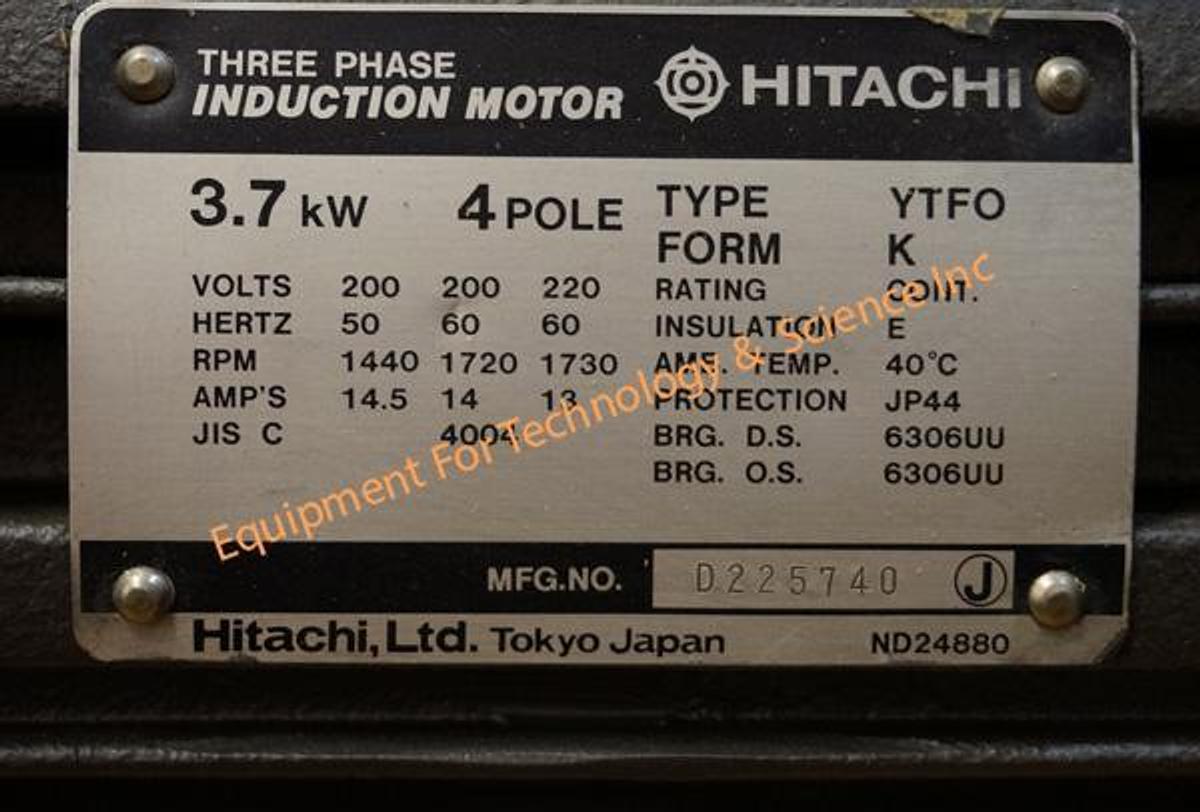 THREE PHASE
INDUCTION MOTOR
HITACHI
3.7 kW 4 POLE
VOLTS 200 200 220
HERTZ 50 60 60
RPM 1440 1720 1730
AMP'S 14.5 14 13
JIS C 4004
TYPE YTFO
FORM K
RATING CONT.
INSULATION E
AMB. TEMP. 40°C
PROTECTION JP44
BRG. D.S. 6306UU
BRG. O.S. 6306UU
Equipment For Technology & Science Inc
MFG.NO. D225740 J
Hitachi, Ltd. Tokyo Japan ND24880